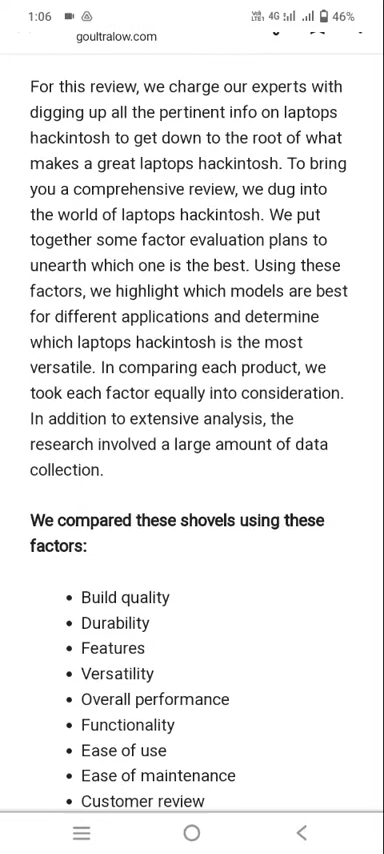 1:06 4G 46%
goultralow.com
For this review, we charge our experts with
digging up all the pertinent info on laptops
hackintosh to get down to the root of what
makes a great laptops hackintosh. To bring
you a comprehensive review, we dug into
the world of laptops hackintosh. We put
together some factor evaluation plans to
unearth which one is the best. Using these
factors, we highlight which models are best
for different applications and determine
which laptops hackintosh is the most
versatile. In comparing each product, we
took each factor equally into consideration.
In addition to extensive analysis, the
research involved a large amount of data
collection.
We compared these shovels using these
factors:
• Build quality
• Durability
• Features
• Versatility
• Overall performance
• Functionality
• Ease of use
• Ease of maintenance
• Customer review